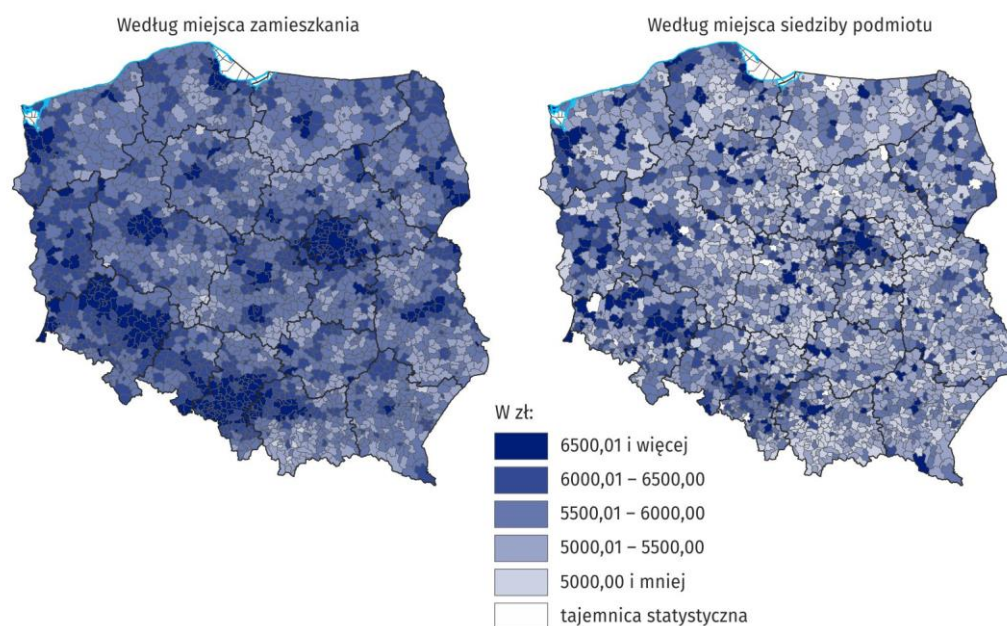 Według miejsca zamieszkania
Według miejsca siedziby podmiotu
W zł:
6500,01 i więcej
6000,01 – 6500,00
5500,01 – 6000,00
5000,01 – 5500,00
5000,00 i mniej
tajemnica statystyczna